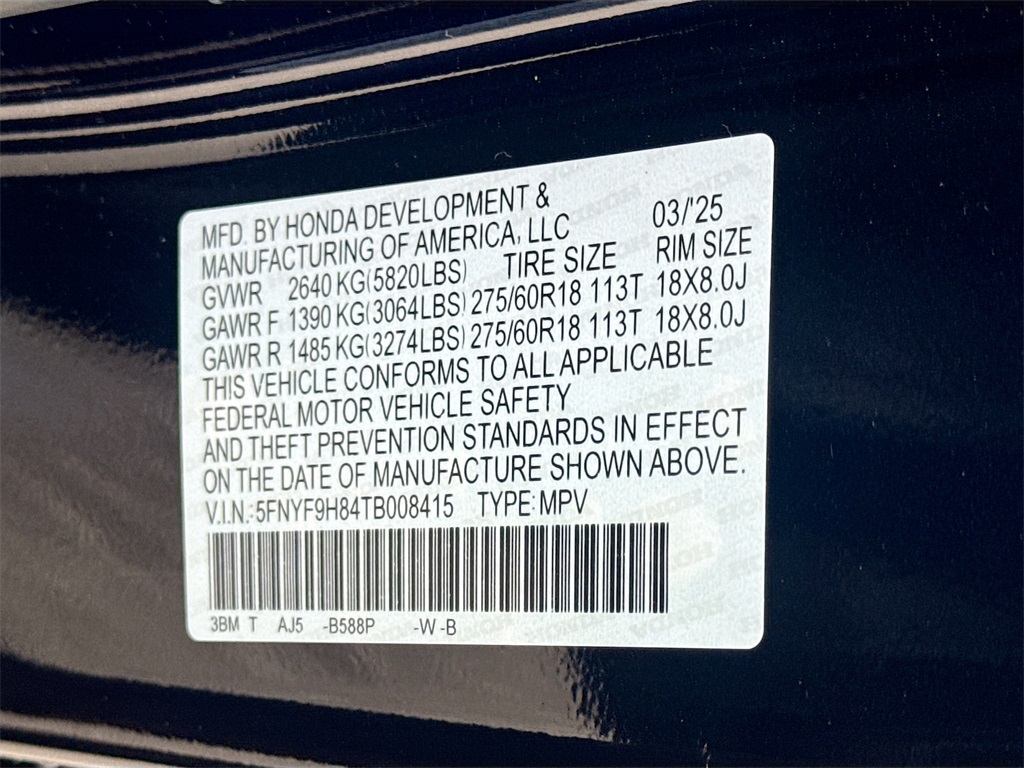 MFD. BY HONDA DEVELOPMENT &
MANUFACTURING OF AMERICA, LLC 03/'25
GVWR 2640 KG(5820LBS) TIRE SIZE RIM SIZE
GAWR F 1390 KG(3064LBS) 275/60R18 113T 18X8.0J
GAWR R 1485 KG(3274LBS) 275/60R18 113T 18X8.0J
THIS VEHICLE CONFORMS TO ALL APPLICABLE
FEDERAL MOTOR VEHICLE SAFETY
AND THEFT PREVENTION STANDARDS IN EFFECT
ON THE DATE OF MANUFACTURE SHOWN ABOVE.
V.I.N.:5FNYF9H84TB008415 TYPE:MPV
3BM T AJ5 -B588P -W -B